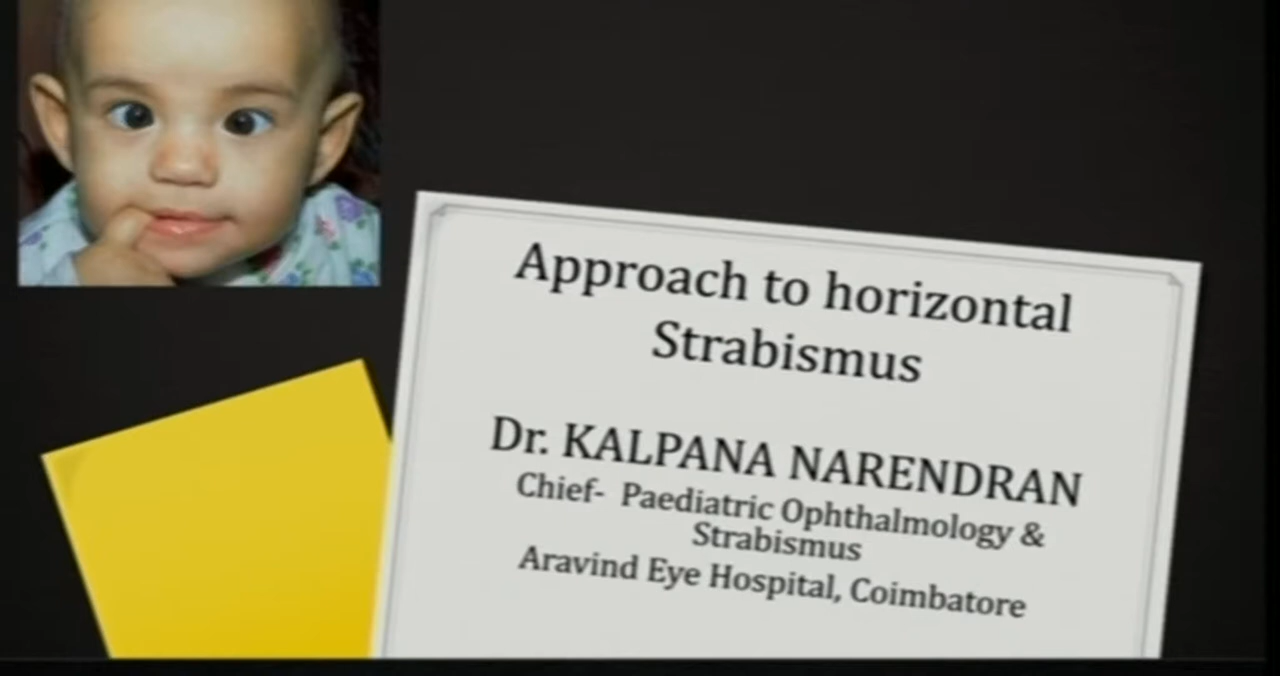 Approach to horizontal
Strabismus
Dr. KALPANA NARENDRAN
Chief- Paediatric Ophthalmology &
Strabismus
Aravind Eye Hospital, Coimbatore